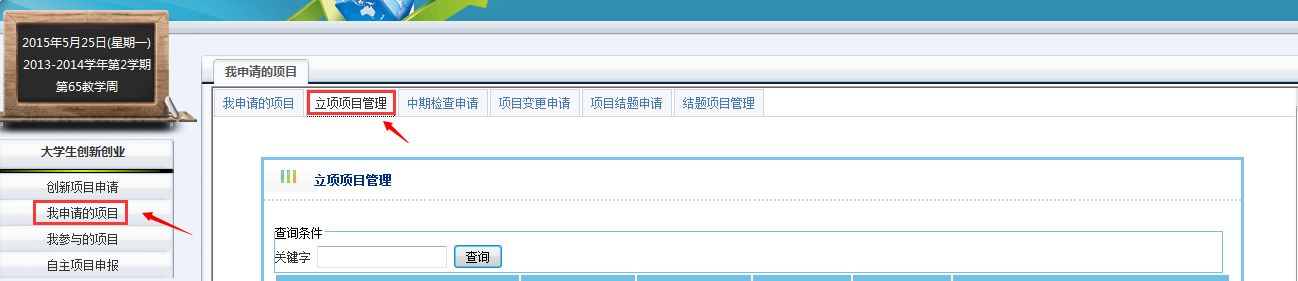 2015年5月25日(星期一)
2013-2014学年第2学期
第65教学周
我申请的项目
我申请的项目 立项项目管理 中期检查申请 项目变更申请 项目结题申请 结题项目管理
大学生创新创业
创新项目申请
我申请的项目
我参与的项目
自主项目申报
立项项目管理
查询条件
关键字 查询